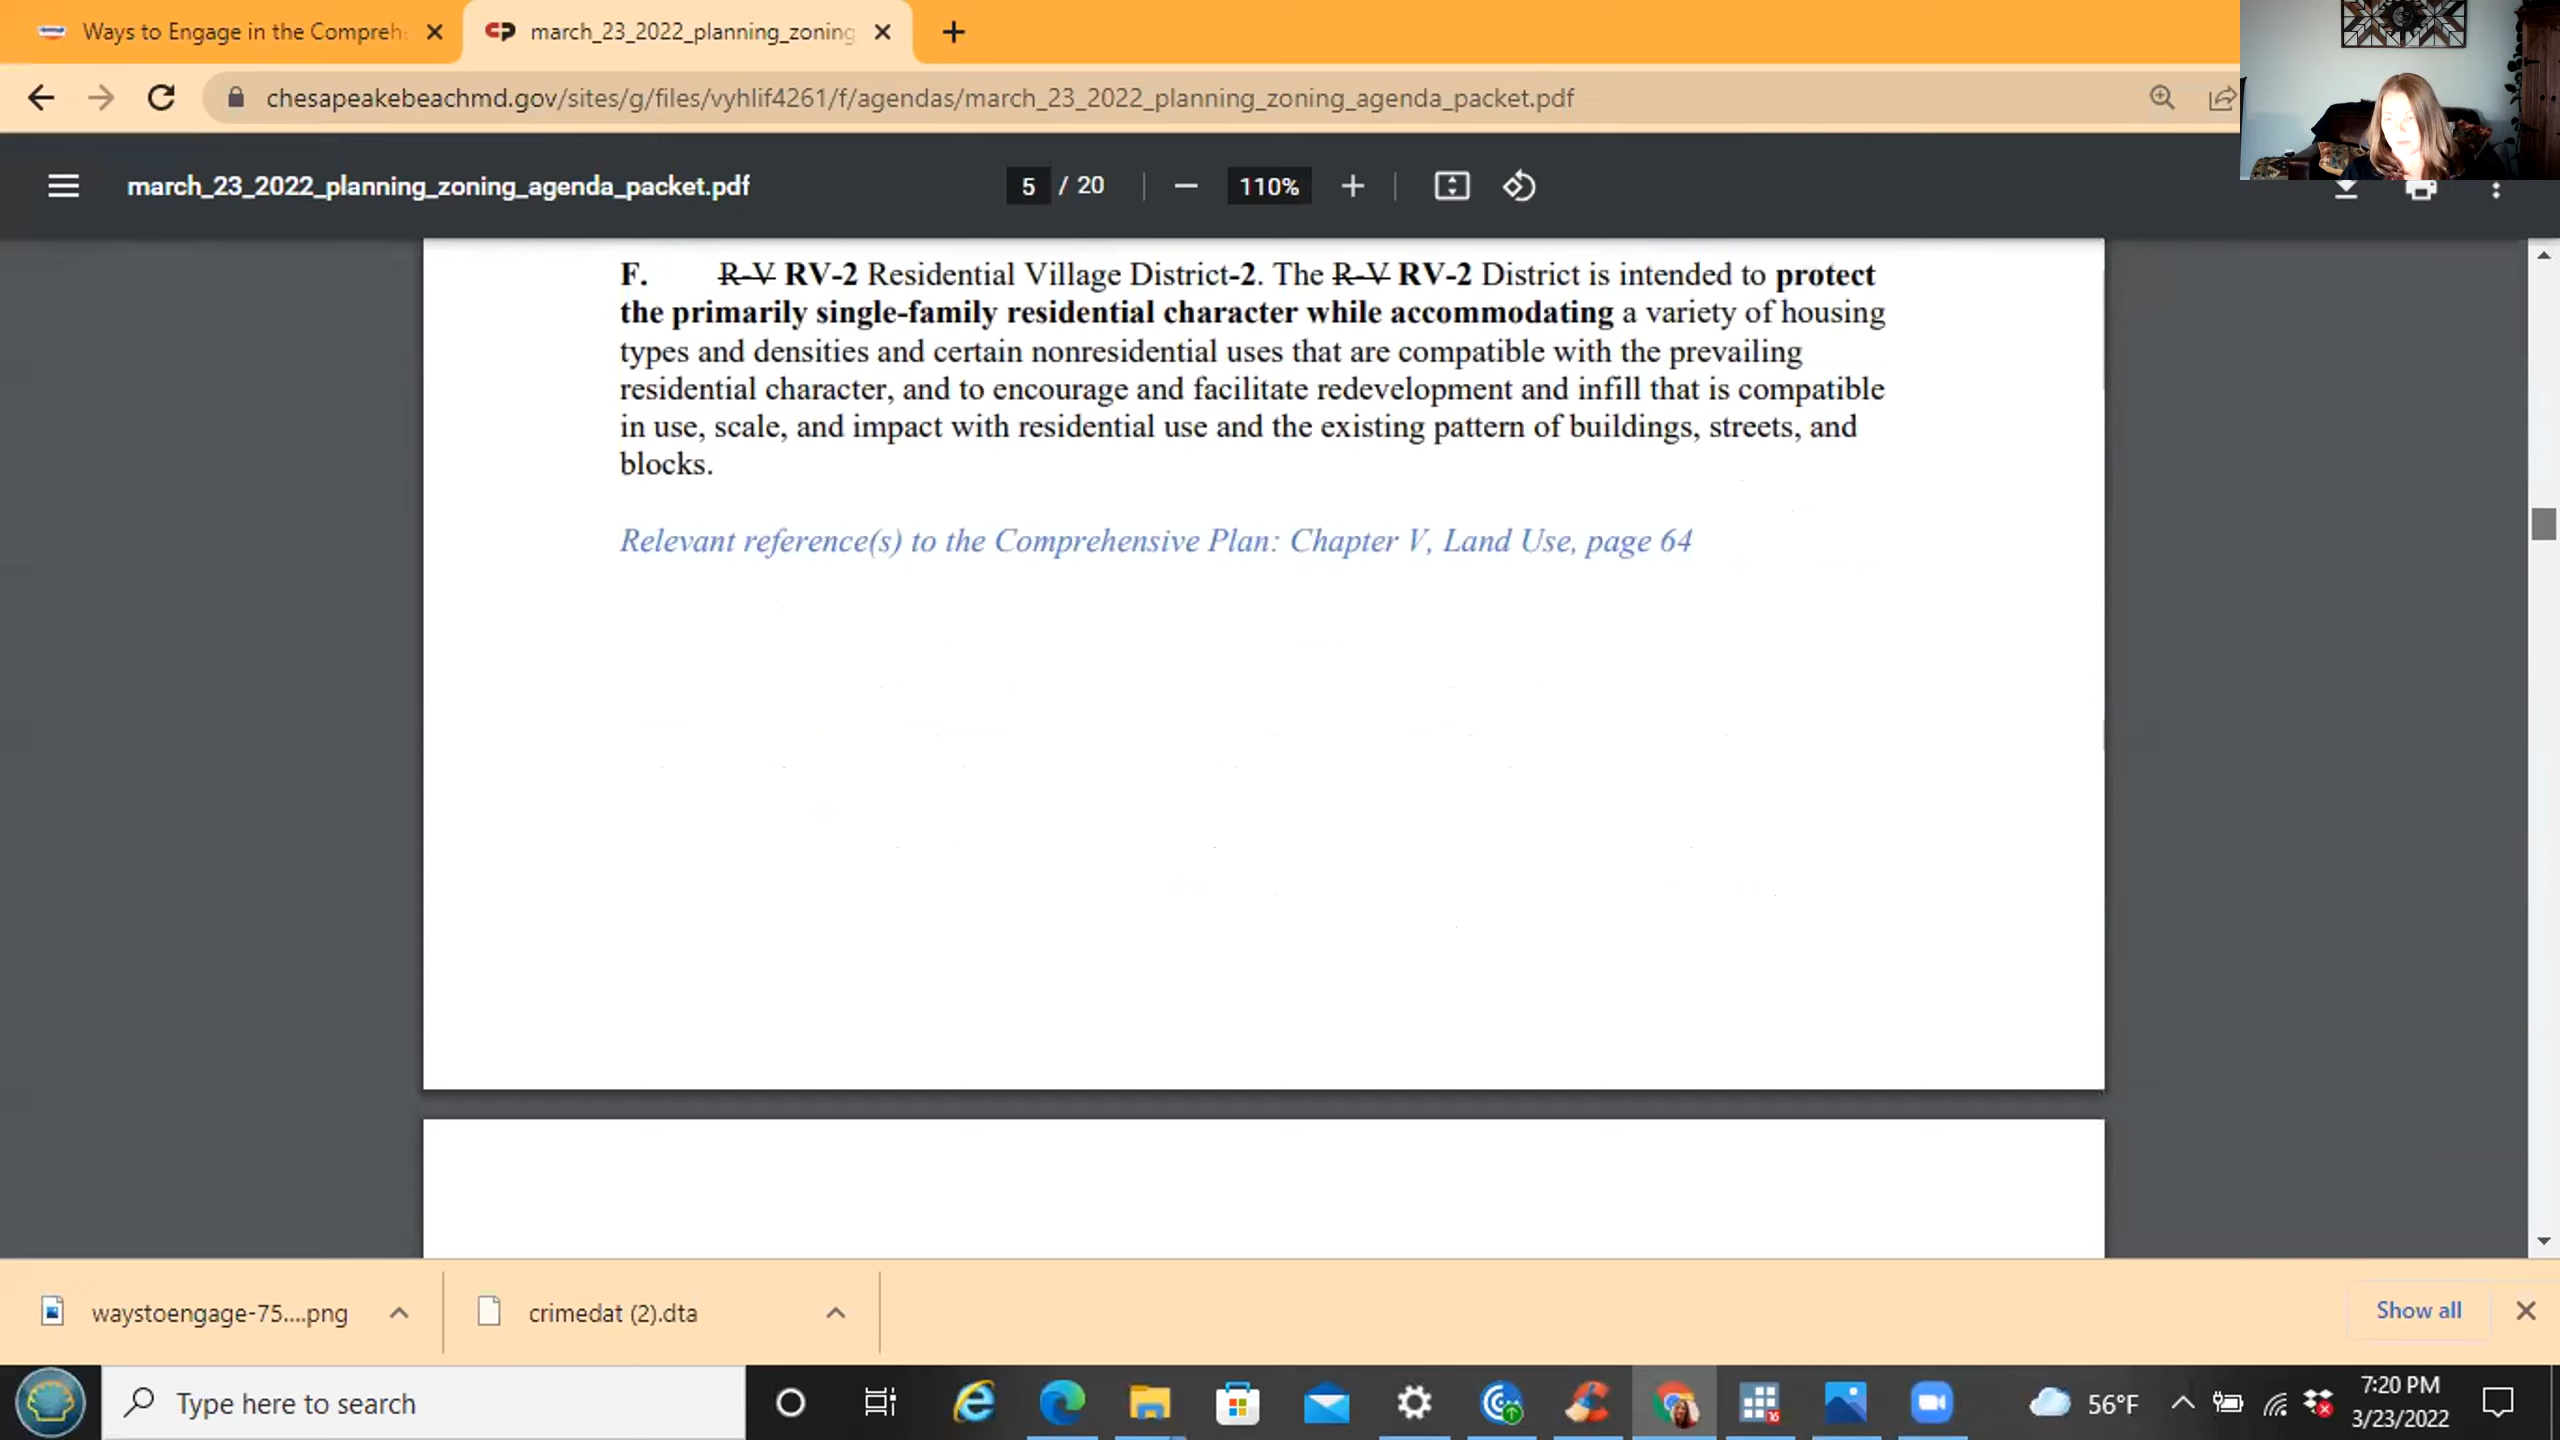 Ways to Engage in the Compreh
march_23_2022_planning_zoning
chesapeakebeachmd.gov/sites/g/files/vyhlif4261/f/agendas/march_23_2022_planning_zoning_agenda_packet.pdf
march_23_2022_planning_zoning_agenda_packet.pdf
5 / 20
110%
F. R-V RV-2 Residential Village District-2. The R-V RV-2 District is intended to protect
the primarily single-family residential character while accommodating a variety of housing
types and densities and certain nonresidential uses that are compatible with the prevailing
residential character, and to encourage and facilitate redevelopment and infill that is compatible
in use, scale, and impact with residential use and the existing pattern of buildings, streets, and
blocks.
Relevant reference(s) to the Comprehensive Plan: Chapter V, Land Use, page 64
waystoengage-75....png
crimedat (2).dta
Show all
Type here to search
16
56°F
7:20 PM
3/23/2022